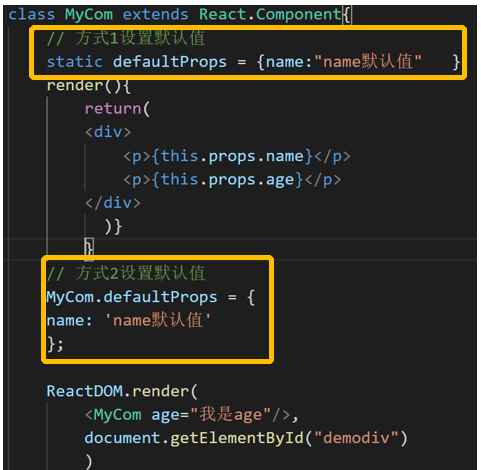 class MyCom extends React.Component{
// 方式1设置默认值
static defaultProps = {name:"name默认值"   }
render(){
return(
<div>
<p>{this.props.name}</p>
<p>{this.props.age}</p>
</div>
)}
}
// 方式2设置默认值
MyCom.defaultProps = {
name: 'name默认值'
};
ReactDOM.render(
<MyCom age="我是age"/>,
document.getElementById("demodiv")
)